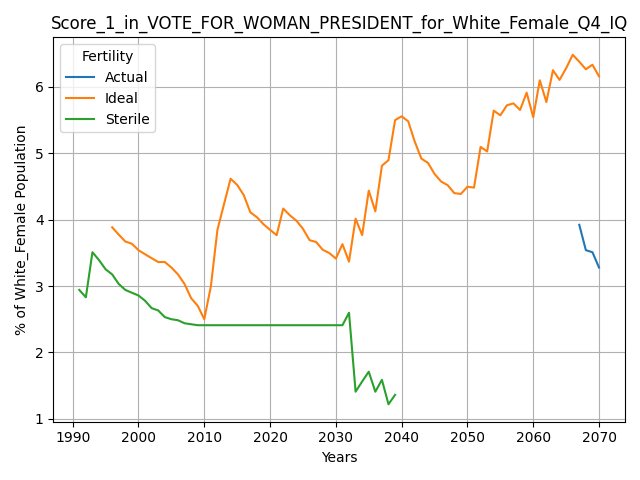 Score_1_in_VOTE_FOR_WOMAN_PRESIDENT_for_White_Female_Q4_IQ
Fertility
Actual
Ideal
Sterile
% of White_Female Population
6
5
4
3
2
1
1990 2000 2010 2020 2030 2040 2050 2060 2070
Years